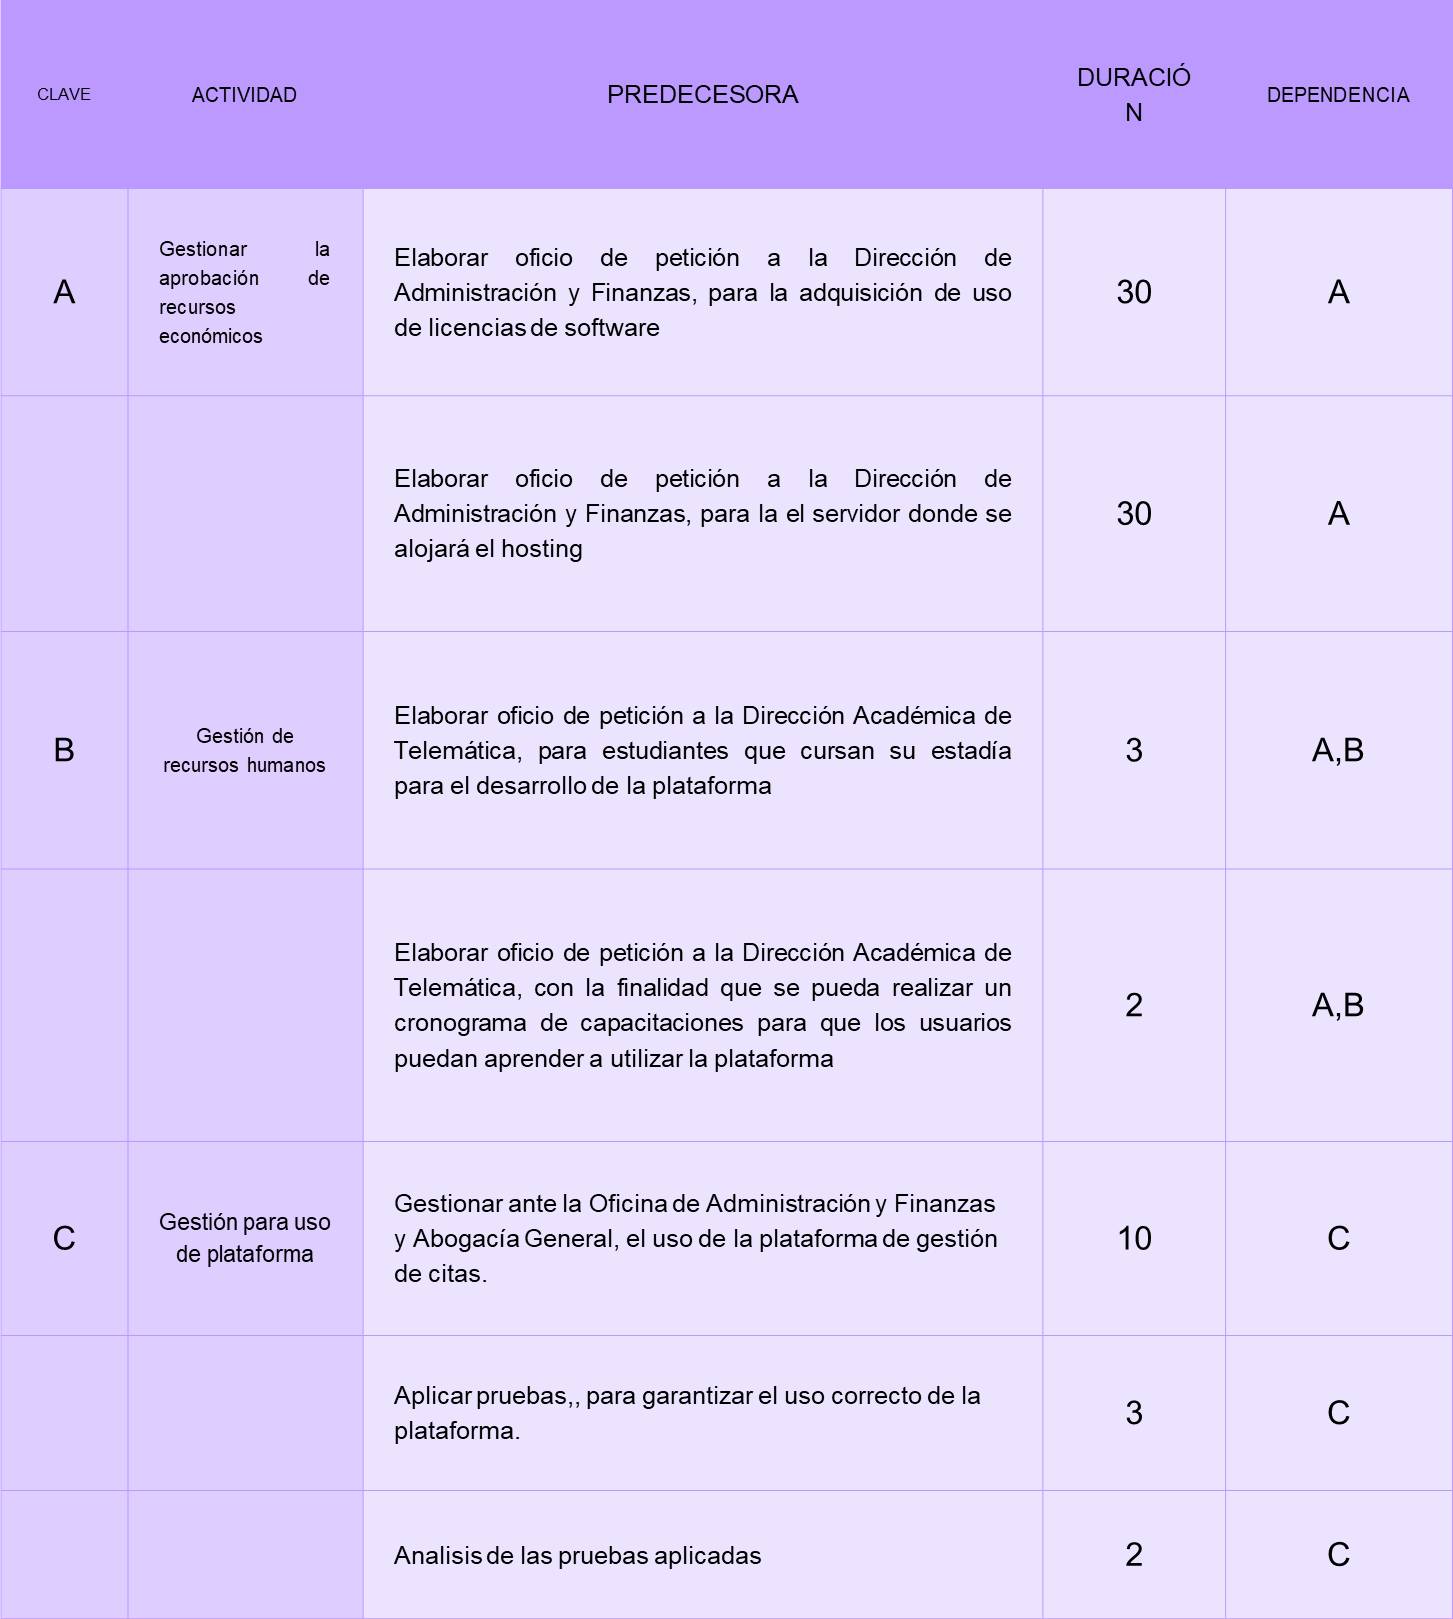 CLAVE
ACTIVIDAD
PREDECESORA
DURACIÓ
N
DEPENDENCIA
A
Gestionar la
aprobación de
recursos
económicos
Elaborar oficio de petición a la Dirección de
Administración y Finanzas, para la adquisición de uso
de licencias de software
30
A
Elaborar oficio de petición a la Dirección de
Administración y Finanzas, para la el servidor donde se
alojará el hosting
30
A
B
Gestión de
recursos humanos
Elaborar oficio de petición a la Dirección Académica de
Telemática, para estudiantes que cursan su estadía
para el desarrollo de la plataforma
3
A,B
Elaborar oficio de petición a la Dirección Académica de
Telemática, con la finalidad que se pueda realizar un
cronograma de capacitaciones para que los usuarios
puedan aprender a utilizar la plataforma
2
A,B
C
Gestión para uso
de plataforma
Gestionar ante la Oficina de Administración y Finanzas
y Abogacía General, el uso de la plataforma de gestión
de citas.
10
C
Aplicar pruebas,, para garantizar el uso correcto de la
plataforma.
3
C
Analisis de las pruebas aplicadas
2
C